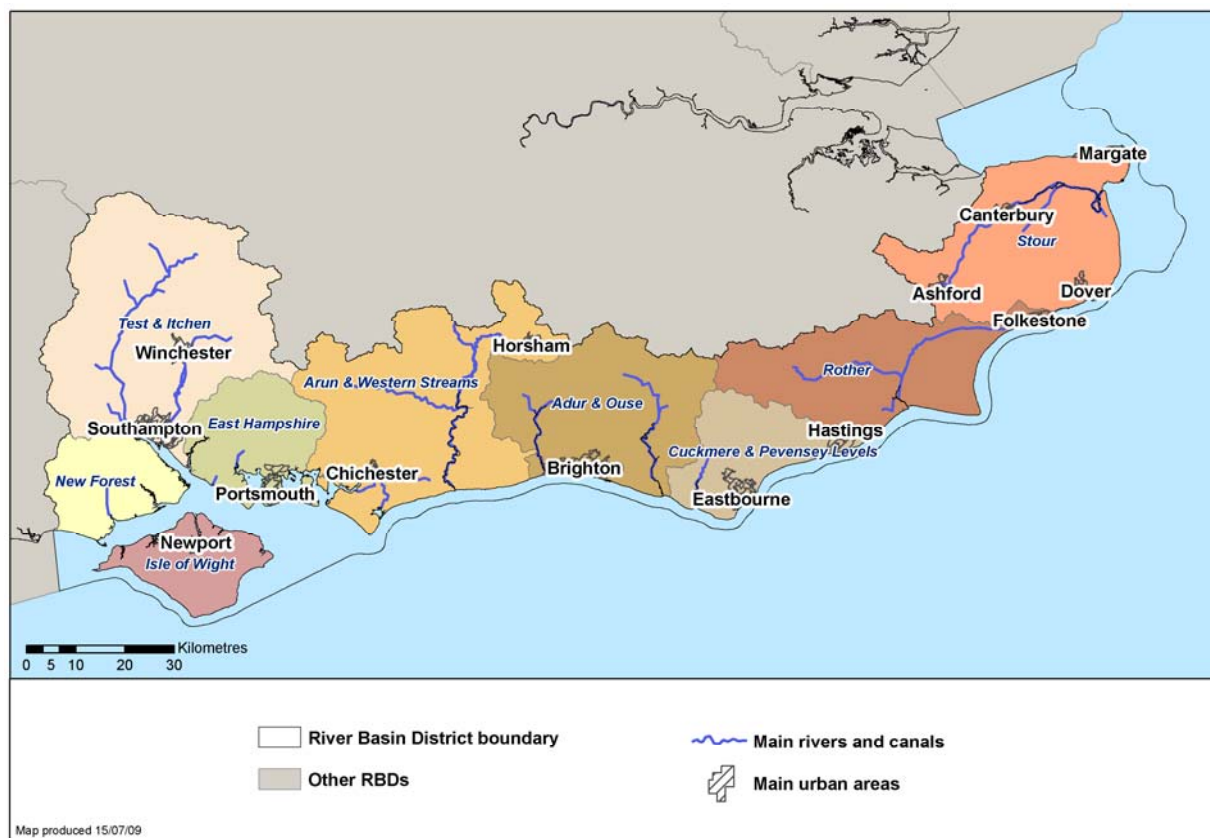 Margate
Canterbury
Stour
Ashford
Dover
Folkestone
Test & Itchen
Winchester
Horsham
Arun & Western Streams
Rother
Adur & Ouse
Southampton
East Hampshire
Hastings
Cuckmere & Pevensey Levels
Brighton
Chichester
New Forest
Portsmouth
Eastbourne
Newport
Isle of Wight
Kilometres
0 5 10 20 30
River Basin District boundary
Main rivers and canals
Other RBDs
Main urban areas
Map produced 15/07/09